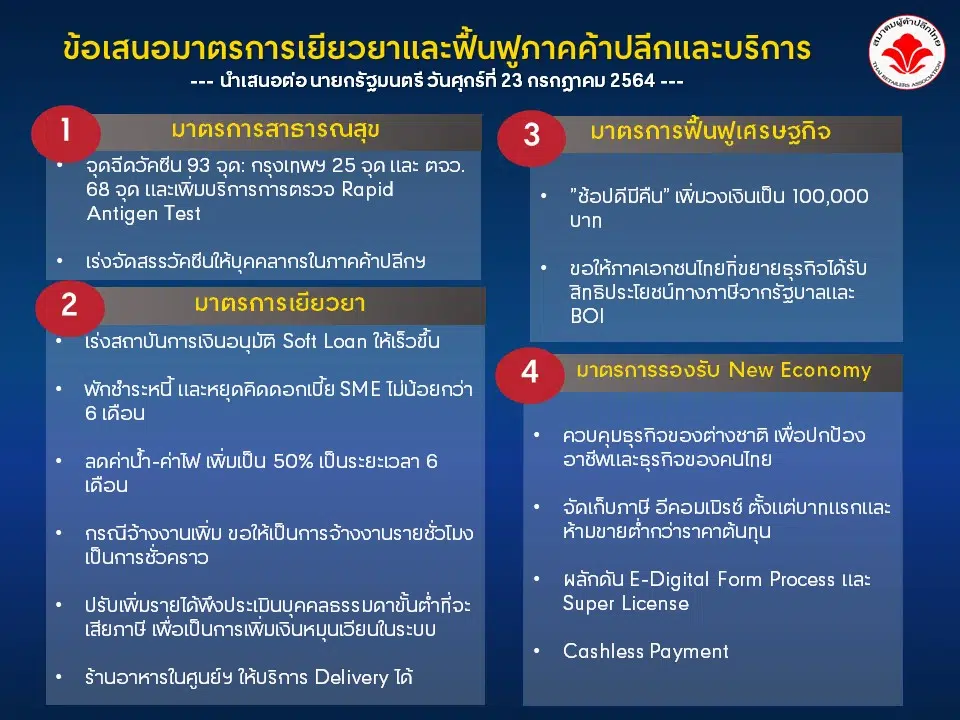 ข้อเสนอมาตรการเยียวยาและฟื้นฟูภาคค้าปลีกและบริการ
--- นำเสนอต่อ นายกรัฐมนตรี วันศุกร์ที่ 23 กรกฎาคม 2564 ---
สมาคมผู้ค้าปลีกไทย
THAI RETAILERS ASSOCIATION
1
มาตรการสาธารณสุข
• จุดฉีดวัคซีน 93 จุด: กรุงเทพฯ 25 จุด และ ตจว.
68 จุด และเพิ่มบริการการตรวจ Rapid
Antigen Test
• เร่งจัดสรรวัคซีนให้บุคคลากรในภาคค้าปลีกฯ
2
มาตรการเยียวยา
• เร่งสถาบันการเงินอนุมัติ Soft Loan ให้เร็วขึ้น
• พักชำระหนี้ และหยุดคิดดอกเบี้ย SME ไม่น้อยกว่า
6 เดือน
• ลดค่าน้ำ-ค่าไฟ เพิ่มเป็น 50% เป็นระยะเวลา 6
เดือน
• กรณีจ้างงานเพิ่ม ขอให้เป็นการจ้างงานรายชั่วโมง
เป็นการชั่วคราว
• ปรับเพิ่มรายได้พึงประเมินบุคคลธรรมดาขั้นต่ำที่จะ
เสียภาษี เพื่อเป็นการเพิ่มเงินหมุนเวียนในระบบ
• ร้านอาหารในศูนย์ฯ ให้บริการ Delivery ได้
3
มาตรการฟื้นฟูเศรษฐกิจ
• ”ช้อปดีมีคืน” เพิ่มวงเงินเป็น 100,000
บาท
• ขอให้ภาคเอกชนไทยที่ขยายธุรกิจได้รับ
สิทธิประโยชน์ทางภาษีจากรัฐบาลและ
BOI
4
มาตรการรองรับ New Economy
• ควบคุมธุรกิจของต่างชาติ เพื่อปกป้อง
อาชีพและธุรกิจของคนไทย
• จัดเก็บภาษี อีคอมเมิรซ์ ตั้งแต่บาทแรกและ
ห้ามขายต่ำกว่าราคาต้นทุน
• ผลักดัน E-Digital Form Process และ
Super License
• Cashless Payment